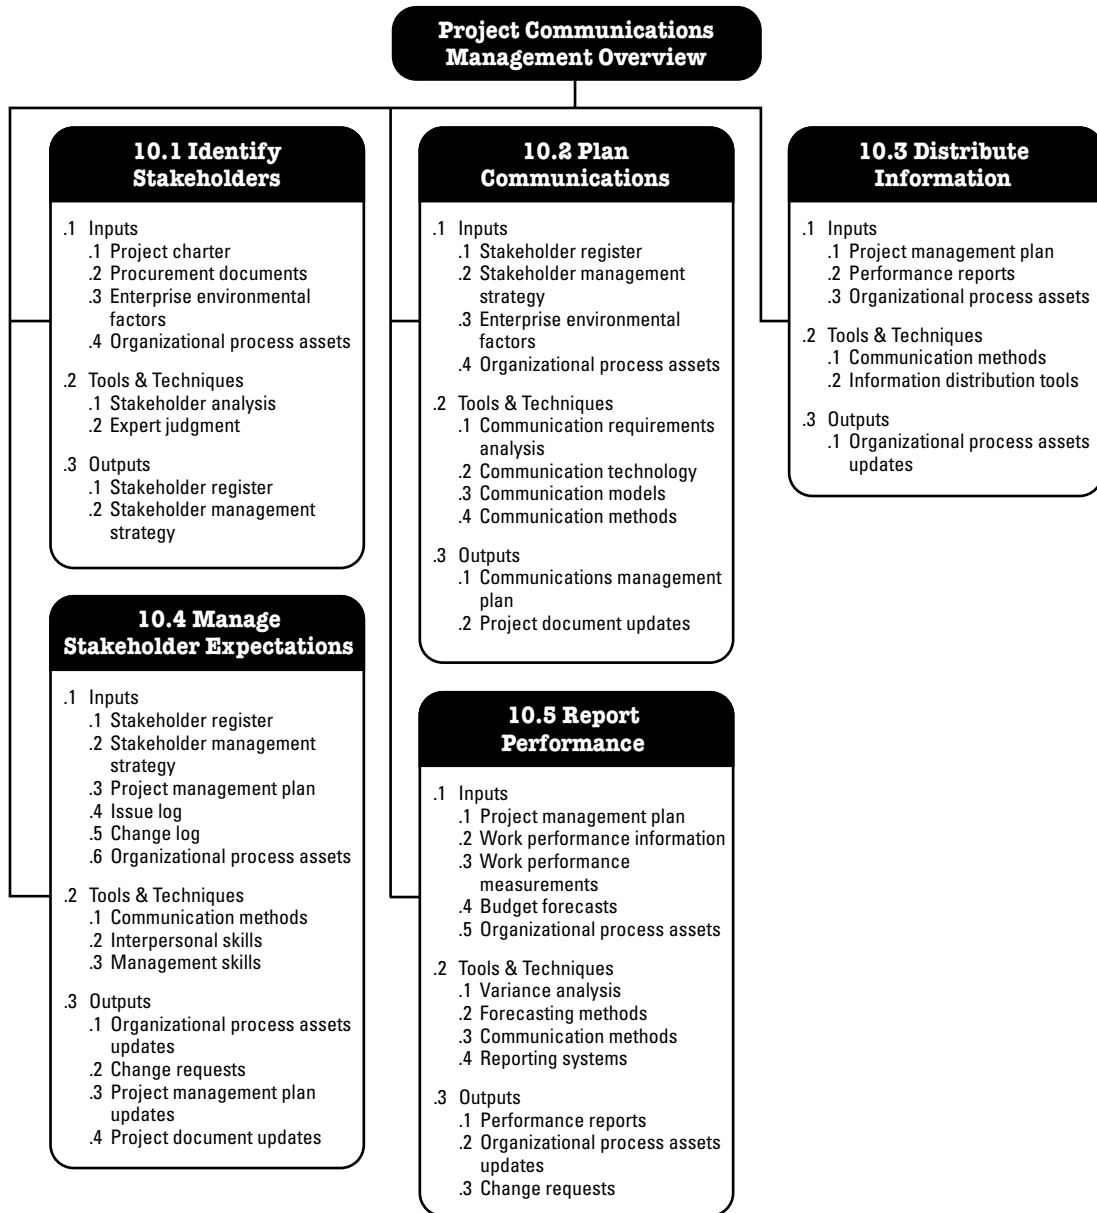 Project Communications
Management Overview
10.1 Identify
Stakeholders
.1 Inputs
.1 Project charter
.2 Procurement documents
.3 Enterprise environmental
factors
.4 Organizational process assets
.2 Tools & Techniques
.1 Stakeholder analysis
.2 Expert judgment
.3 Outputs
.1 Stakeholder register
.2 Stakeholder management
strategy
10.2 Plan
Communications
.1 Inputs
.1 Stakeholder register
.2 Stakeholder management
strategy
.3 Enterprise environmental
factors
.4 Organizational process assets
.2 Tools & Techniques
.1 Communication requirements
analysis
.2 Communication technology
.3 Communication models
.4 Communication methods
.3 Outputs
.1 Communications management
plan
.2 Project document updates
10.3 Distribute
Information
.1 Inputs
.1 Project management plan
.2 Performance reports
.3 Organizational process assets
.2 Tools & Techniques
.1 Communication methods
.2 Information distribution tools
.3 Outputs
.1 Organizational process assets
updates
10.4 Manage
Stakeholder Expectations
.1 Inputs
.1 Stakeholder register
.2 Stakeholder management
strategy
.3 Project management plan
.4 Issue log
.5 Change log
.6 Organizational process assets
.2 Tools & Techniques
.1 Communication methods
.2 Interpersonal skills
.3 Management skills
.3 Outputs
.1 Organizational process assets
updates
.2 Change requests
.3 Project management plan
updates
.4 Project document updates
10.5 Report
Performance
.1 Inputs
.1 Project management plan
.2 Work performance information
.3 Work performance
measurements
.4 Budget forecasts
.5 Organizational process assets
.2 Tools & Techniques
.1 Variance analysis
.2 Forecasting methods
.3 Communication methods
.4 Reporting systems
.3 Outputs
.1 Performance reports
.2 Organizational process assets
updates
.3 Change requests